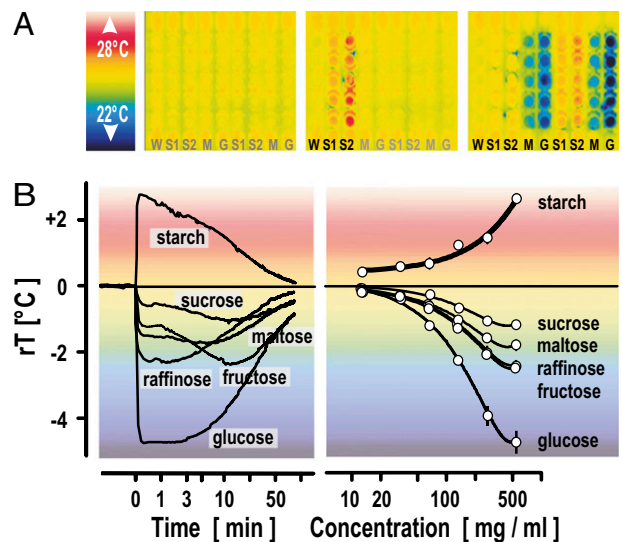 A
28°C
22°C
W S1 S2 M G S1 S2 M G
W S1 S2 M G S1 S2 M G
W S1 S2 M G S1 S2 M G
B
rT [°C]
+2
0
-2
-4
starch
sucrose
maltose
raffinose
fructose
glucose
starch
sucrose
maltose
raffinose
fructose
glucose
0 1 3 10 50
Time [ min ]
10 20 100 500
Concentration [ mg / ml ]